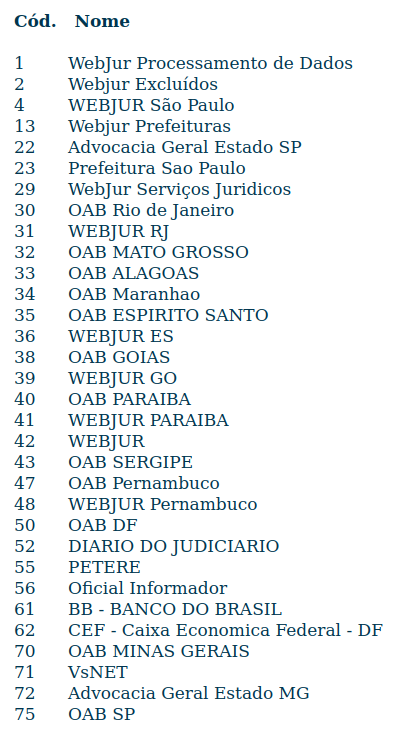 Cód. Nome
1 WebJur Processamento de Dados
2 Webjur Excluídos
4 WEBJUR São Paulo
13 Webjur Prefeituras
22 Advocacia Geral Estado SP
23 Prefeitura Sao Paulo
29 WebJur Serviços Juridicos
30 OAB Rio de Janeiro
31 WEBJUR RJ
32 OAB MATO GROSSO
33 OAB ALAGOAS
34 OAB Maranhao
35 OAB ESPIRITO SANTO
36 WEBJUR ES
38 OAB GOIAS
39 WEBJUR GO
40 OAB PARAIBA
41 WEBJUR PARAIBA
42 WEBJUR
43 OAB SERGIPE
47 OAB Pernambuco
48 WEBJUR Pernambuco
50 OAB DF
52 DIARIO DO JUDICIARIO
55 PETERE
56 Oficial Informador
61 BB - BANCO DO BRASIL
62 CEF - Caixa Economica Federal - DF
70 OAB MINAS GERAIS
71 VsNET
72 Advocacia Geral Estado MG
75 OAB SP